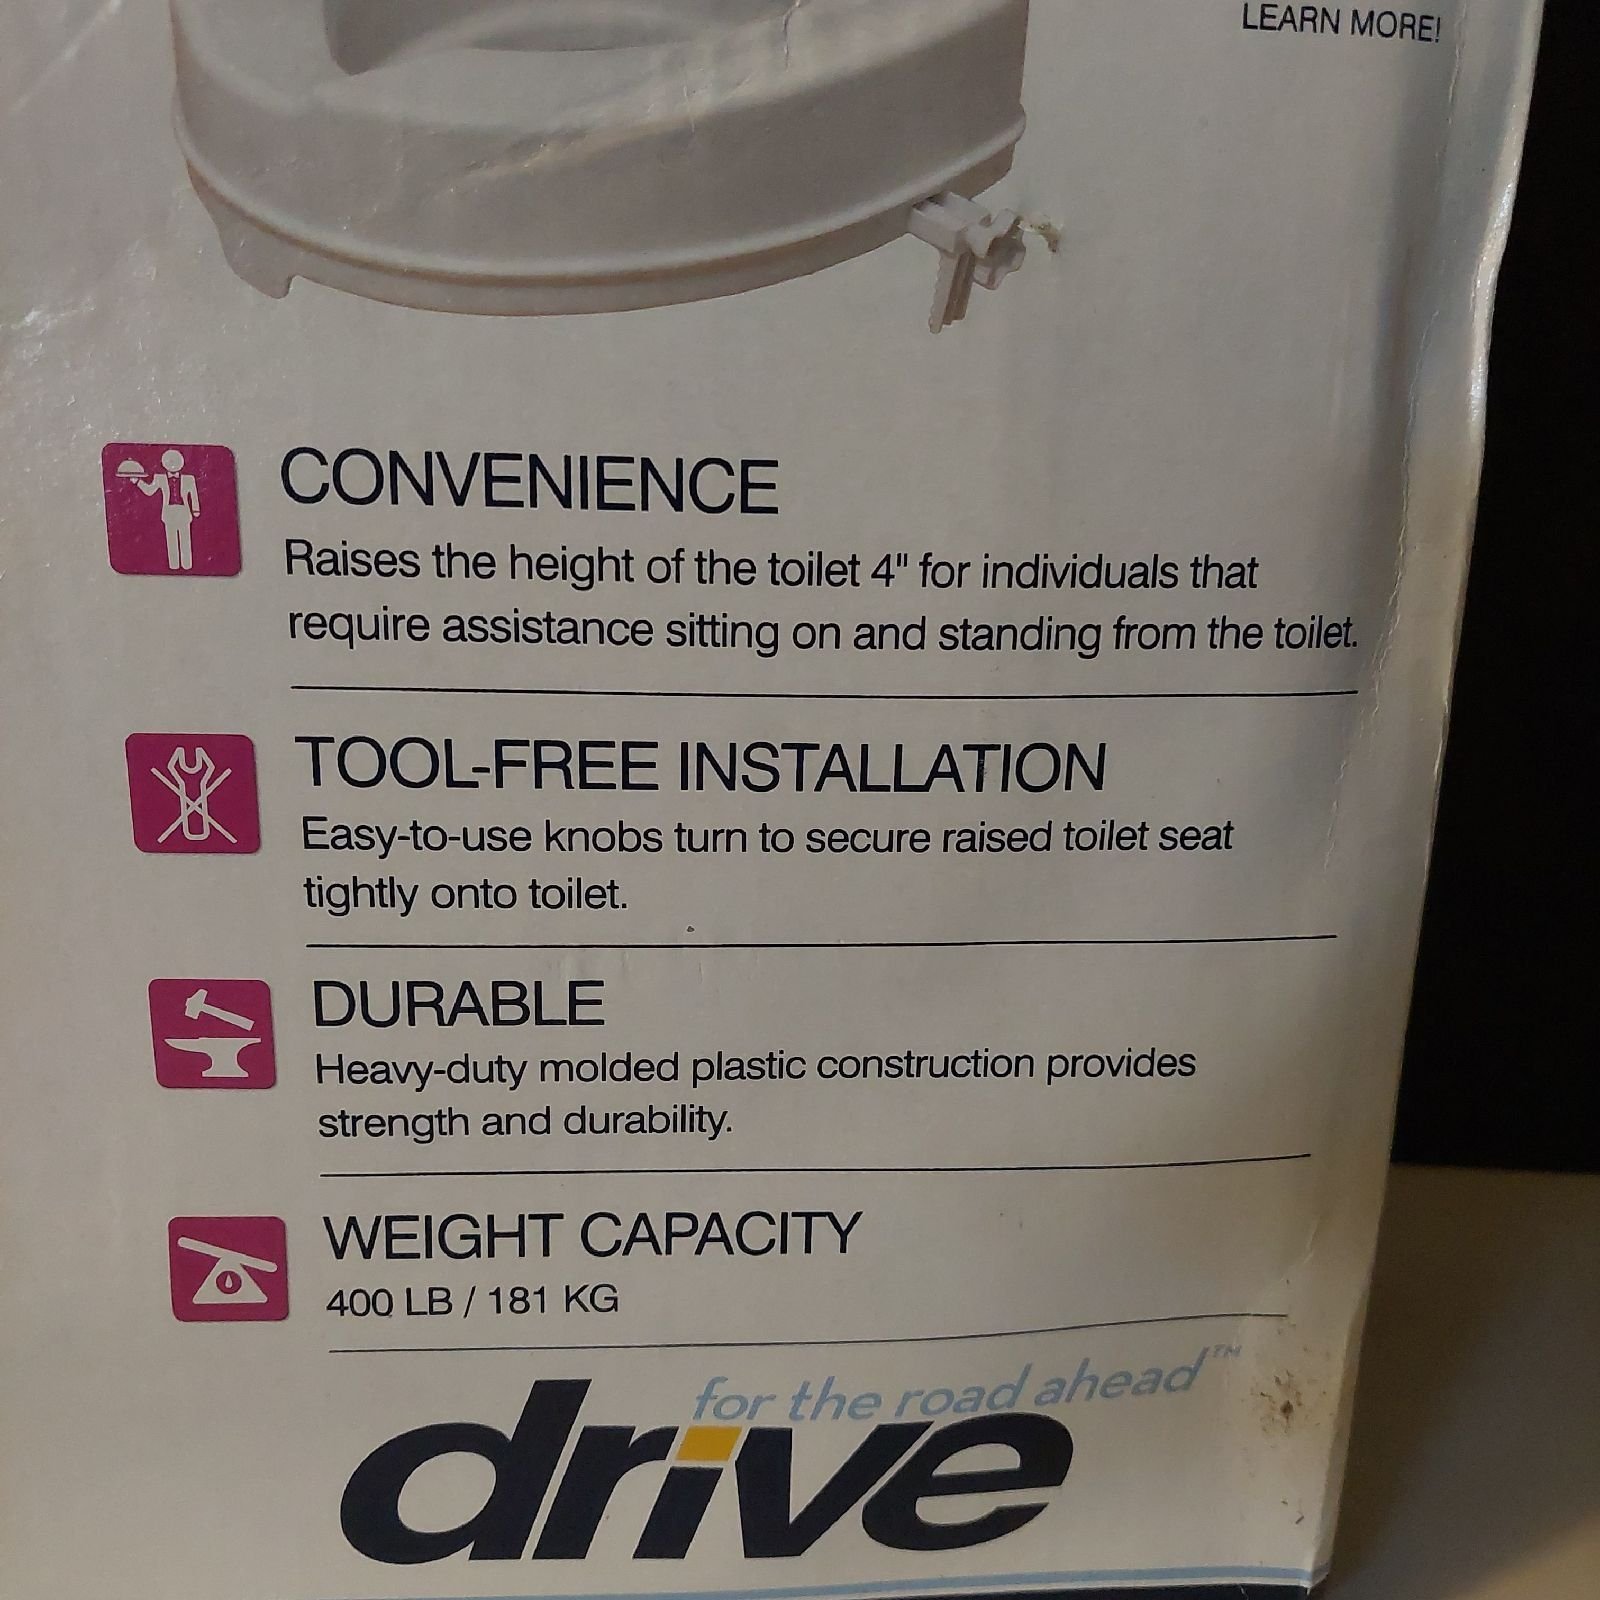 LEARN MORE!
CONVENIENCE
Raises the height of the toilet 4" for individuals that
require assistance sitting on and standing from the toilet.
TOOL-FREE INSTALLATION
Easy-to-use knobs turn to secure raised toilet seat
tightly onto toilet.
DURABLE
Heavy-duty molded plastic construction provides
strength and durability.
WEIGHT CAPACITY
400 LB / 181 KG
for the road ahead™
drive